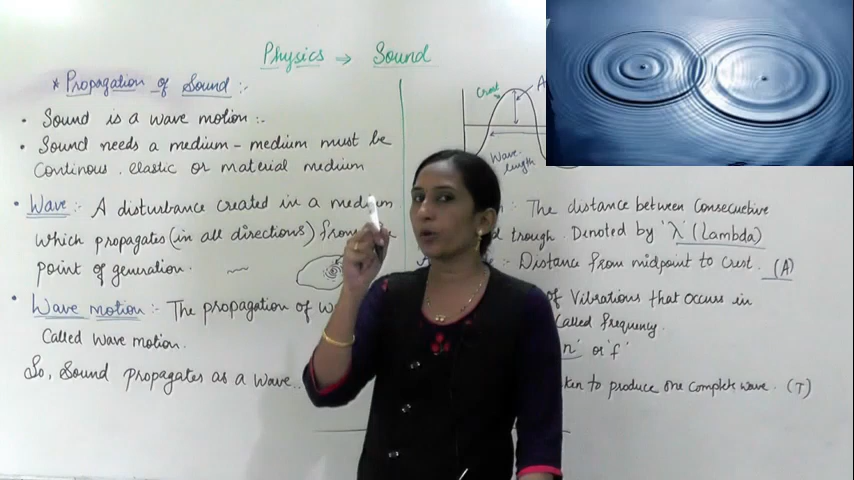 Physics → Sound
* Propagation of Sound :-
• Sound is a wave motion :-
• Sound needs a medium - medium must be
Continous, elastic or material medium
• Wave :- A disturbance created in a medium
which propagates (in all directions) from
point of generation.
• Wave motion :- The propagation of
Called wave motion.
So, Sound propagates as a wave..
Crest
A
Wave
length
The distance between Consecuetive
trough. Denoted by 'λ' (Lambda)
:- Distance from midpoint to Crest. (A)
of Vibrations that occurs in
Called frequency.
'n' or 'f'
to produce one complete wave. (T)